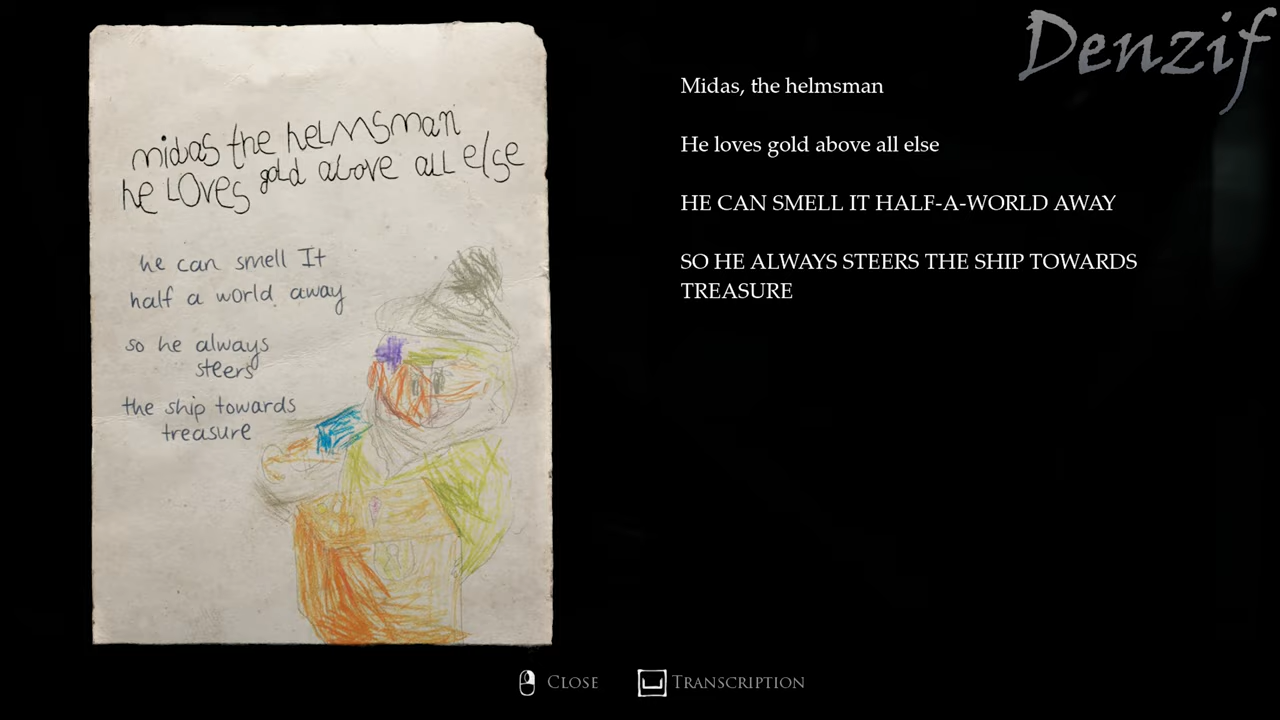 midas the helmsman
he LOVes gold above all else
he can smell It
half a world away
so he always
steers
the ship towards
treasure
Midas, the helmsman
He loves gold above all else
HE CAN SMELL IT HALF-A-WORLD AWAY
SO HE ALWAYS STEERS THE SHIP TOWARDS
TREASURE
Denzif
CLOSE
TRANSCRIPTION